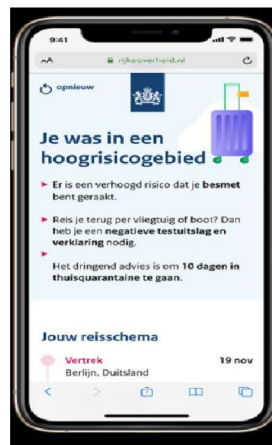 9:41
AA rijksoverheid.nl
opnieuw
Je was in een
hoogrisicogebied
Er is een verhoogd risico dat je besmet
bent geraakt.
Reis je terug per vliegtuig of boot? Dan
heb je een negatieve testuitslag en
verklaring nodig.
Het dringend advies is om 10 dagen in
thuisquarantaine te gaan.
Jouw reisschema
Vertrek 19 nov
Berlijn, Duitsland